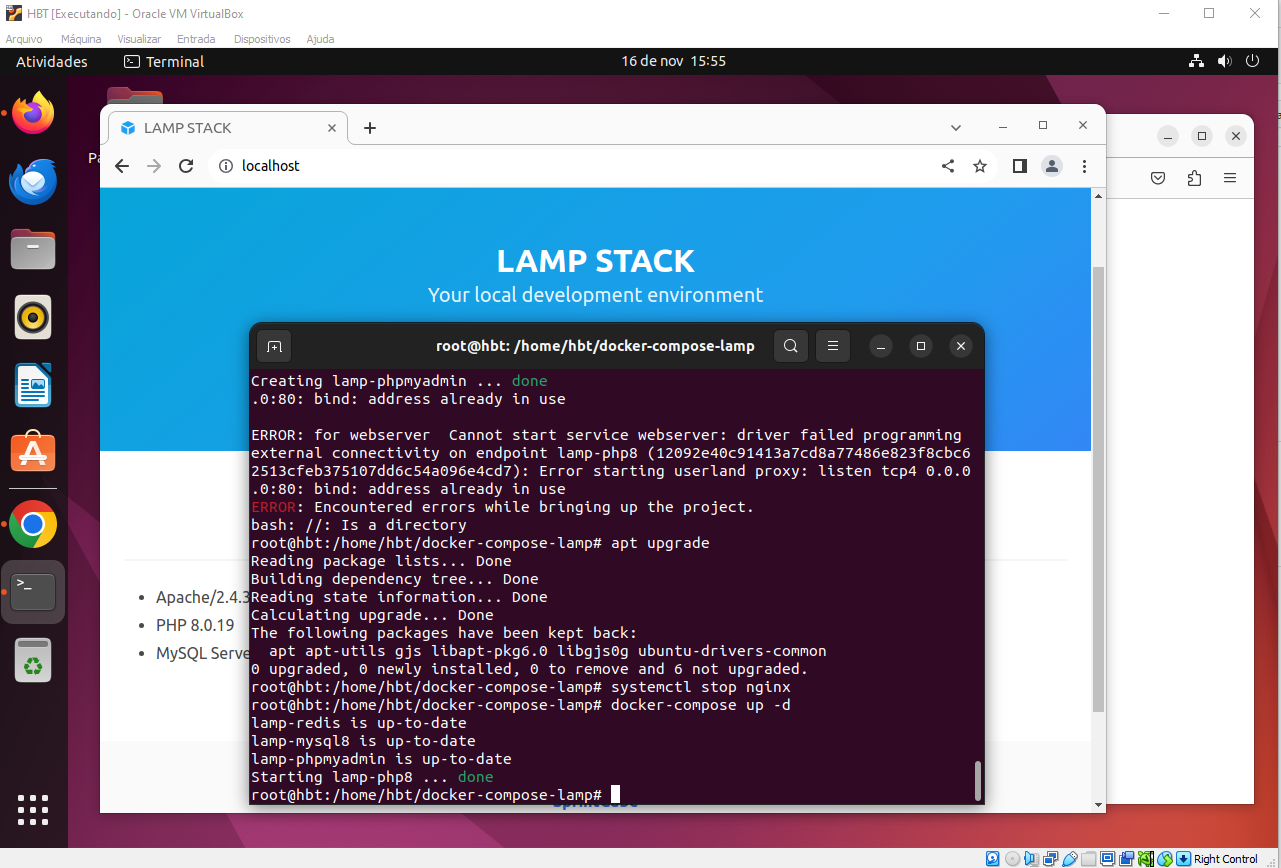 HBT [Executando] - Oracle VM VirtualBox
Arquivo Máquina Visualizar Entrada Dispositivos Ajuda
Atividades Terminal 16 de nov 15:55
LAMP STACK
localhost
LAMP STACK
Your local development environment
root@hbt: /home/hbt/docker-compose-lamp
Creating lamp-phpmyadmin ... done
.0:80: bind: address already in use
ERROR: for webserver  Cannot start service webserver: driver failed programming
external connectivity on endpoint lamp-php8 (12092e40c91413a7cd8a77486e823f8cbc6
2513cfeb375107dd6c54a096e4cd7): Error starting userland proxy: listen tcp4 0.0.0
.0:80: bind: address already in use
ERROR: Encountered errors while bringing up the project.
bash: //: Is a directory
root@hbt:/home/hbt/docker-compose-lamp# apt upgrade
Reading package lists... Done
Building dependency tree... Done
Reading state information... Done
Calculating upgrade... Done
The following packages have been kept back:
  apt apt-utils gjs libapt-pkg6.0 libgjs0g ubuntu-drivers-common
0 upgraded, 0 newly installed, 0 to remove and 6 not upgraded.
root@hbt:/home/hbt/docker-compose-lamp# systemctl stop nginx
root@hbt:/home/hbt/docker-compose-lamp# docker-compose up -d
lamp-redis is up-to-date
lamp-mysql8 is up-to-date
lamp-phpmyadmin is up-to-date
Starting lamp-php8 ... done
root@hbt:/home/hbt/docker-compose-lamp#
Apache/2.4.3
PHP 8.0.19
MySQL Serve
Right Control